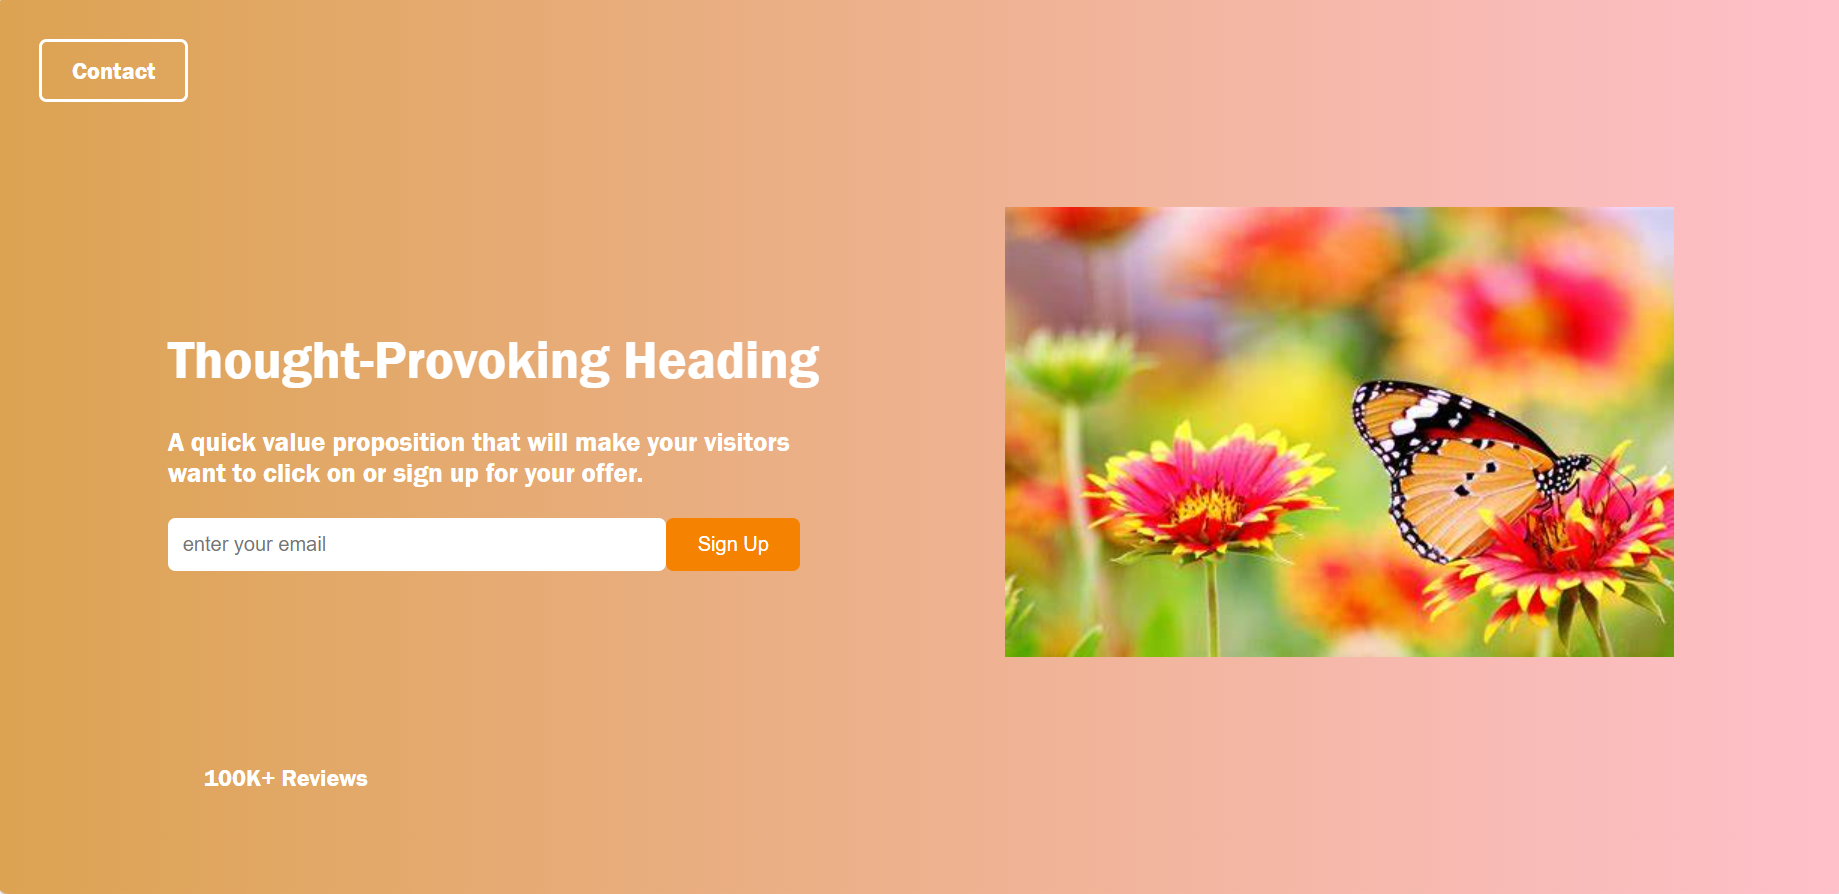 Contact
Thought-Provoking Heading
A quick value proposition that will make your visitors
want to click on or sign up for your offer.
enter your email
Sign Up
100K+ Reviews